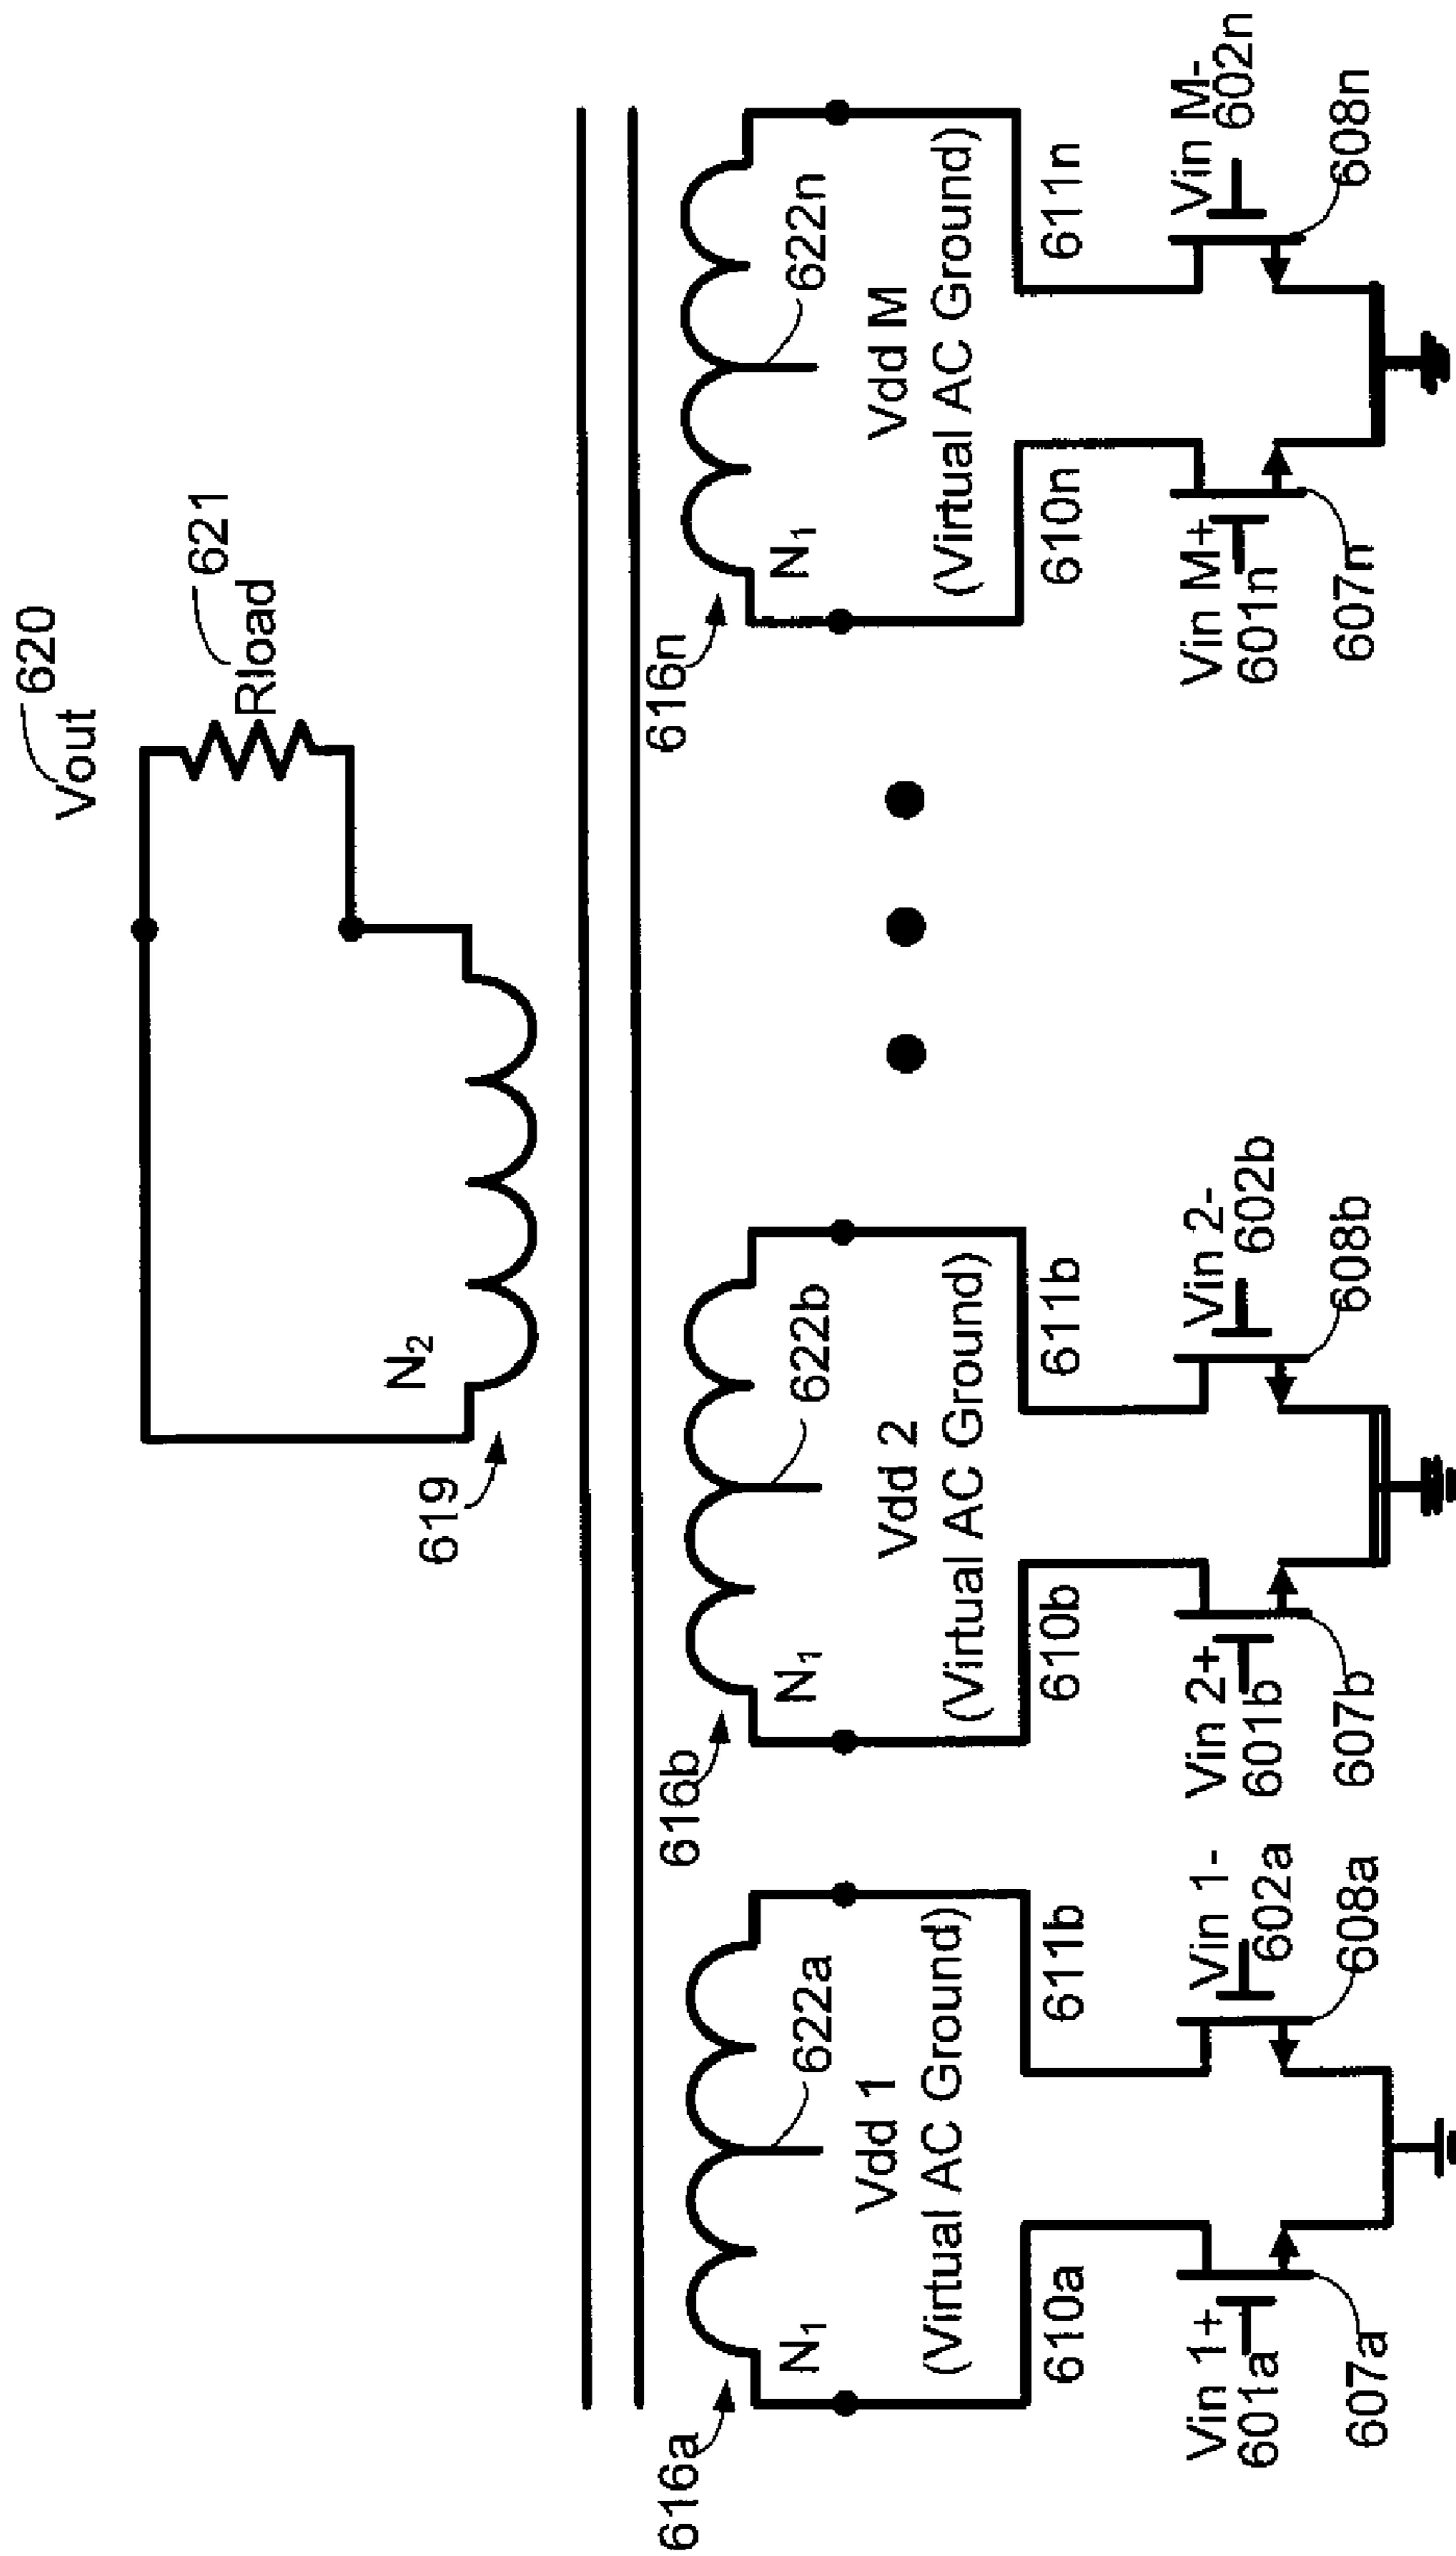 Vout 620
621
Rload
N2
619
616a
616b
616n
N1
622a
N1
622b
N1
622n
Vdd 1
(Virtual AC Ground)
Vdd 2
(Virtual AC Ground)
Vdd M
(Virtual AC Ground)
610a
611b
610b
611b
610n
611n
Vin 1+
601a
Vin 1-
602a
Vin 2+
601b
Vin 2-
602b
Vin M+
601n
Vin M-
602n
607a
608a
607b
608b
607n
608n